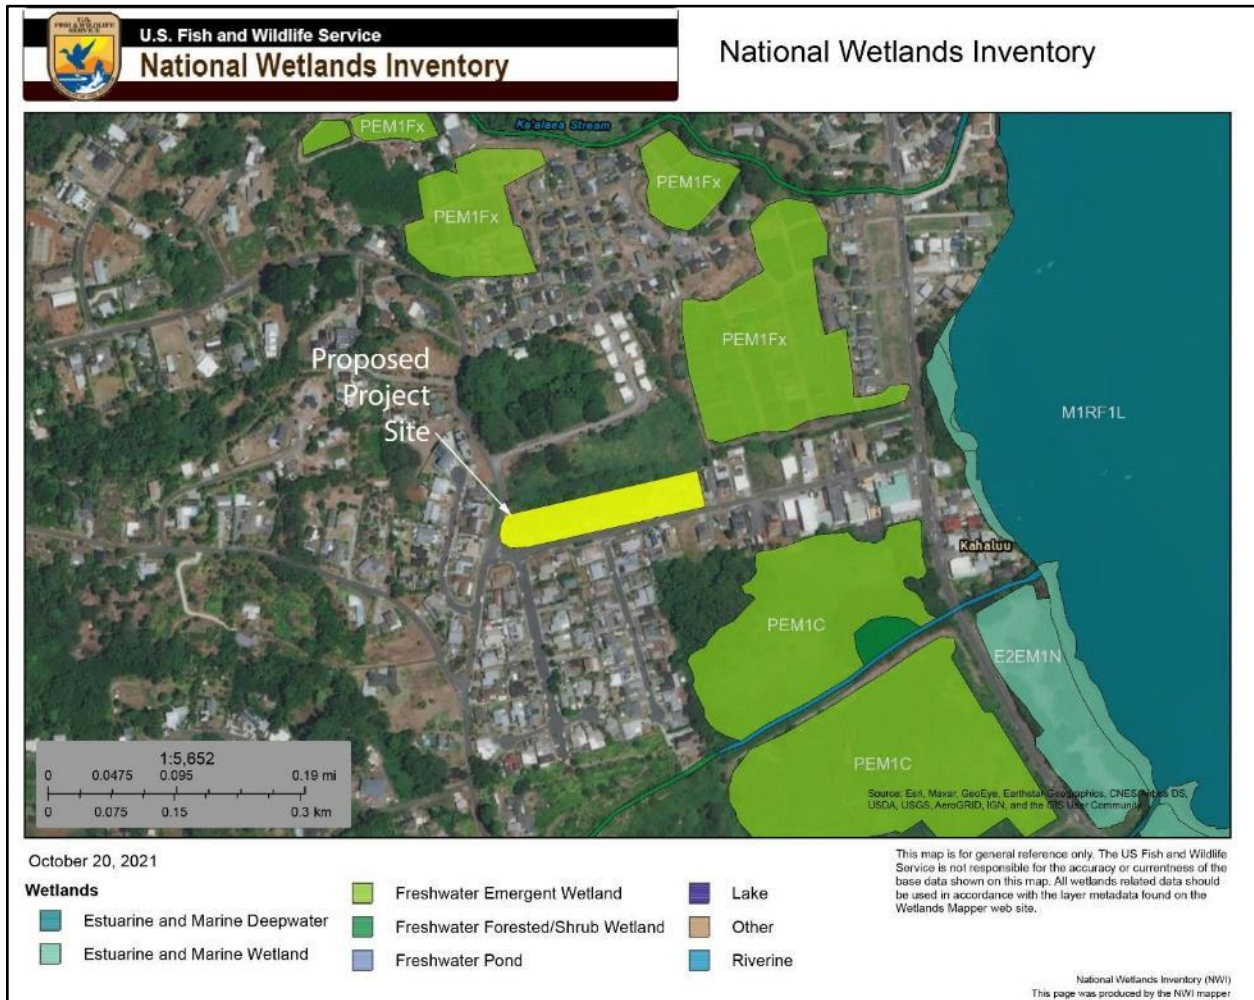 U.S.
FISH & WILDLIFE
SERVICE
U.S. Fish and Wildlife Service
National Wetlands Inventory
National Wetlands Inventory
PEM1Fx
Ka'alaea Stream
PEM1Fx
PEM1Fx
PEM1Fx
Proposed
Project
Site
M1RF1L
Kahaluu
PEM1C
E2EM1N
PEM1C
1:5,652
0 0.0475 0.095 0.19 mi
0 0.075 0.15 0.3 km
Source: Esri, Maxar, GeoEye, Earthstar Geographics, CNES/Airbus DS,
USDA, USGS, AeroGRID, IGN, and the GIS User Community
October 20, 2021
Wetlands
Estuarine and Marine Deepwater
Estuarine and Marine Wetland
Freshwater Emergent Wetland
Freshwater Forested/Shrub Wetland
Freshwater Pond
Lake
Other
Riverine
This map is for general reference only. The US Fish and Wildlife
Service is not responsible for the accuracy or currentness of the
base data shown on this map. All wetlands related data should
be used in accordance with the layer metadata found on the
Wetlands Mapper web site.
National Wetlands Inventory (NWI)
This page was produced by the NWI mapper